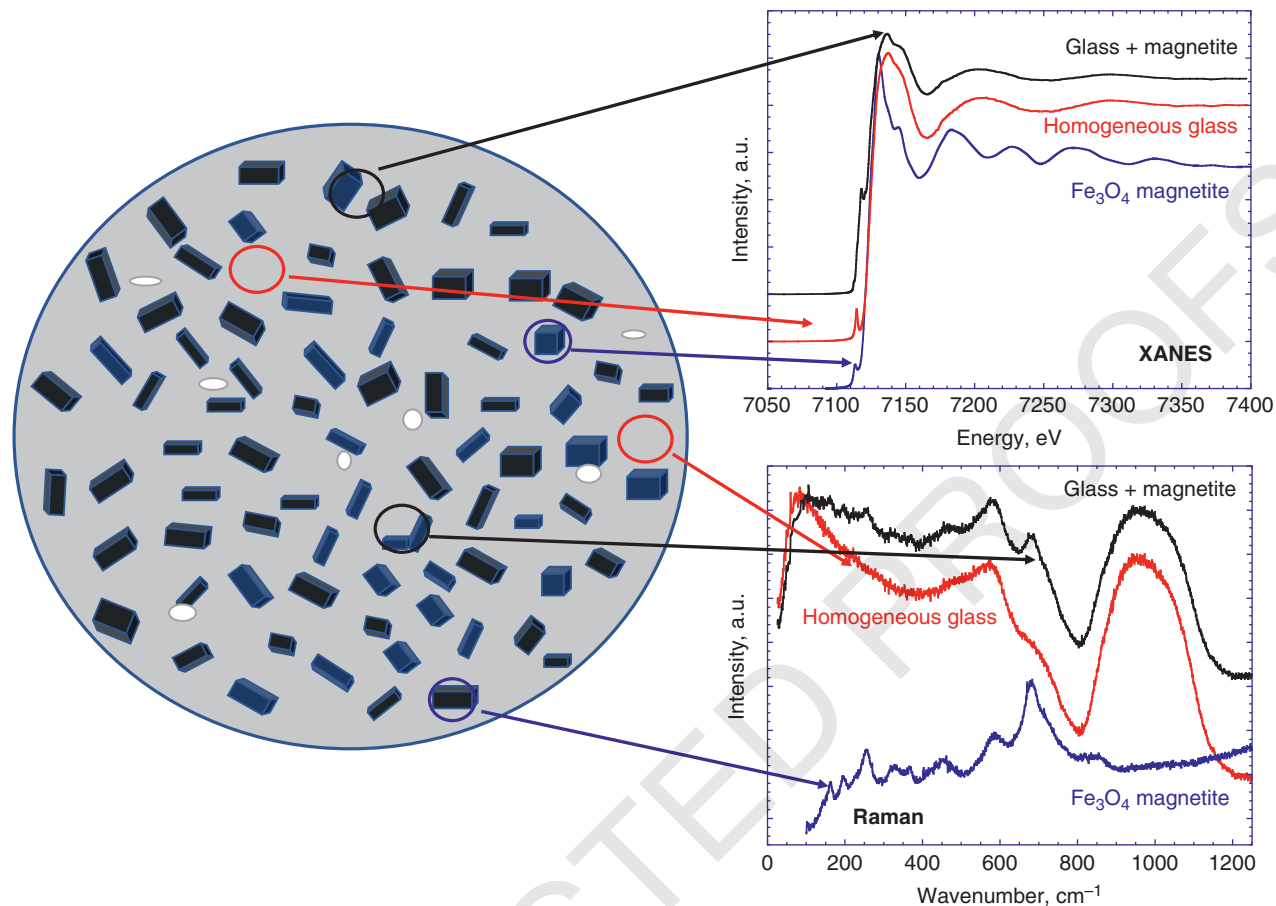 Glass + magnetite
Homogeneous glass
Fe₃O₄ magnetite
XANES
Intensity, a.u.
7050 7100 7150 7200 7250 7300 7350 7400
Energy, eV
Glass + magnetite
Homogeneous glass
Fe₃O₄ magnetite
Raman
Intensity, a.u.
0 200 400 600 800 1000 1200
Wavenumber, cm⁻¹
CTED PROOFS